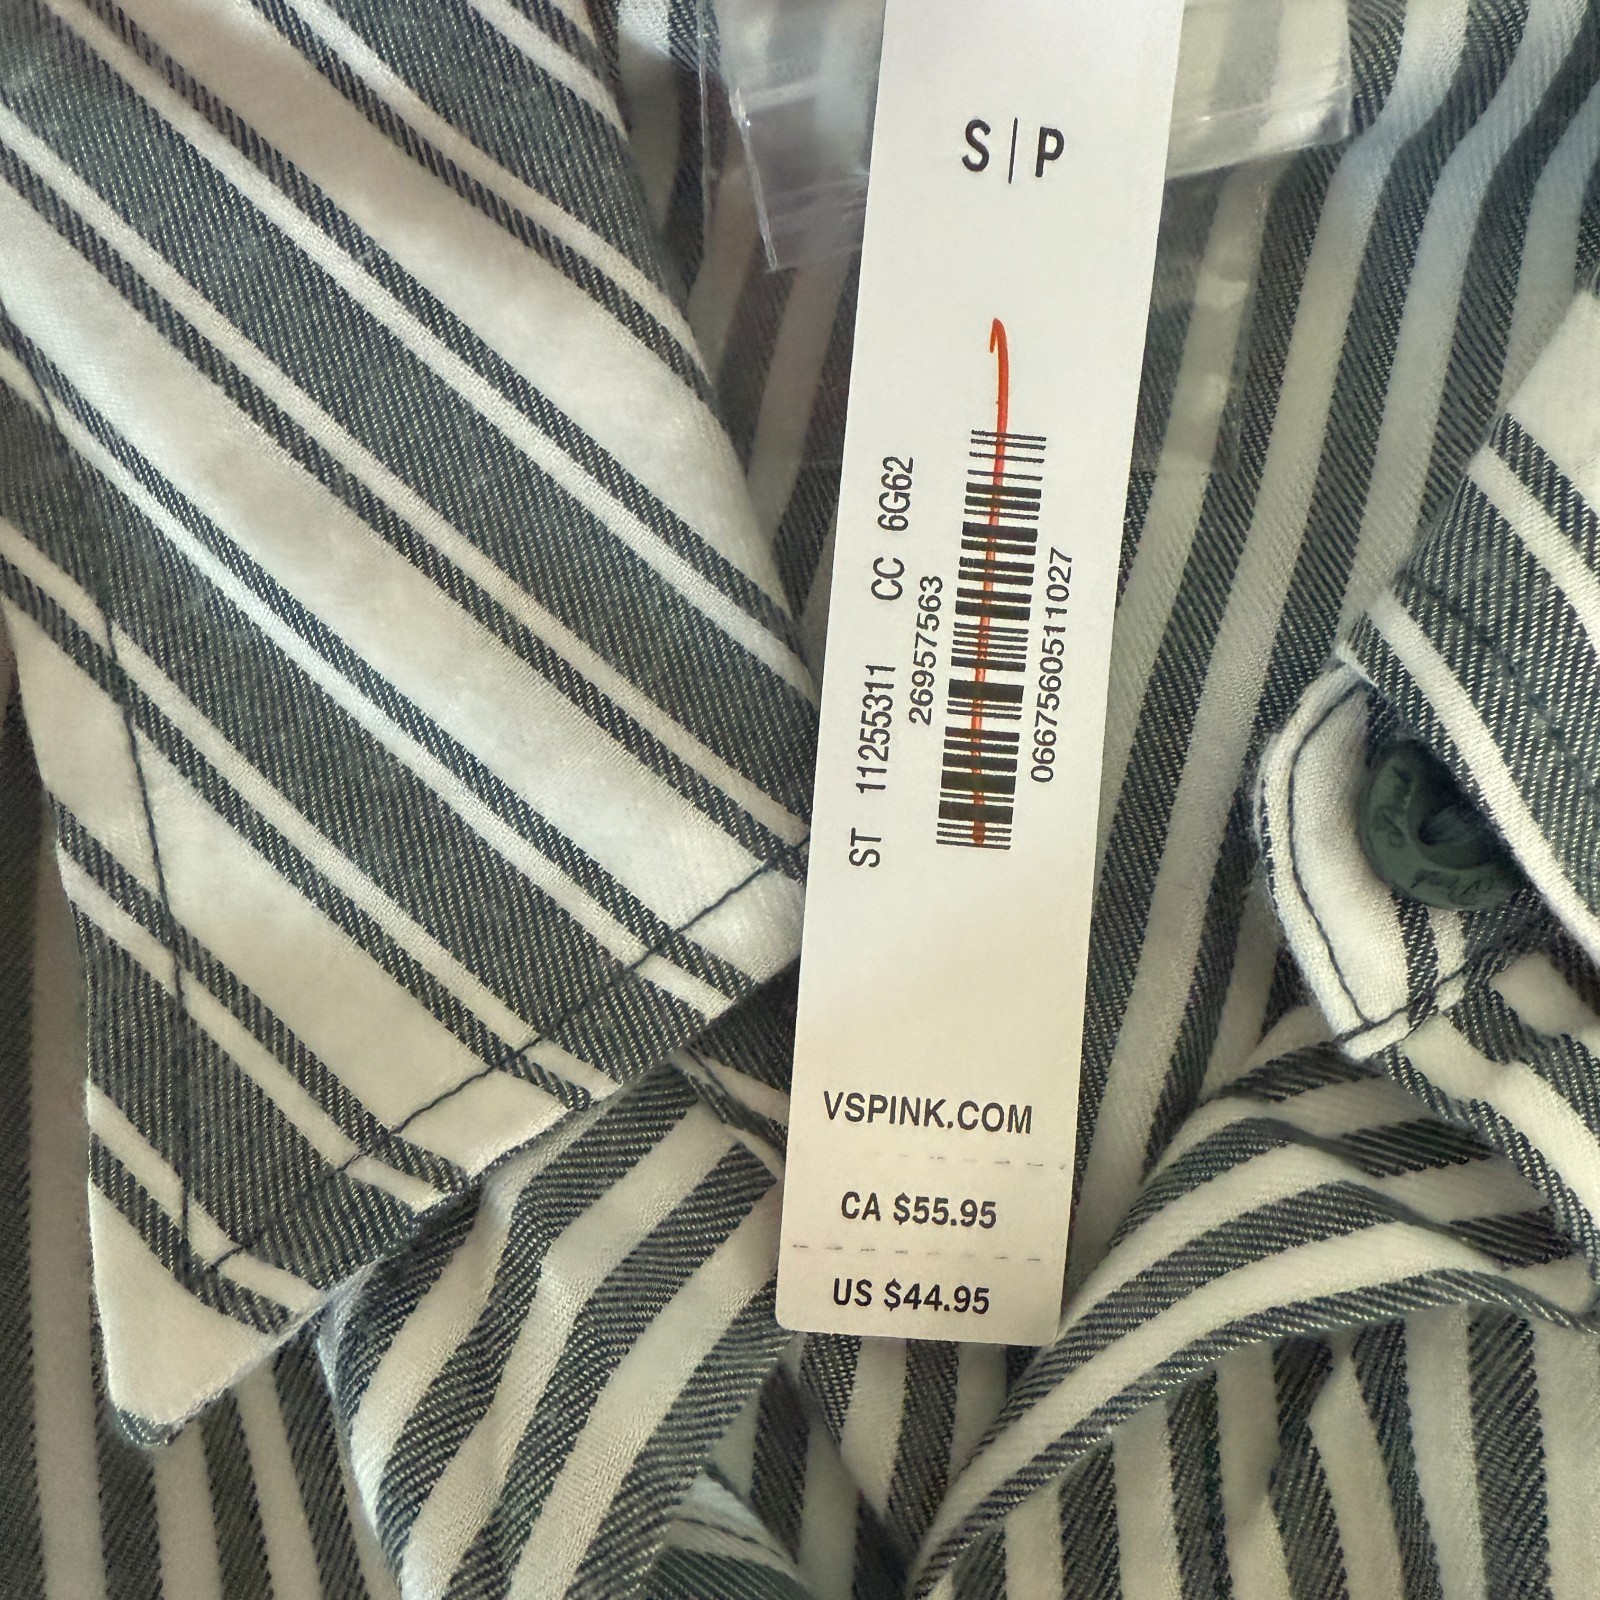 S|P
ST 11255311 CC 6G62
26957563
0667560511027
VSPINK.COM
CA $55.95
US $44.95